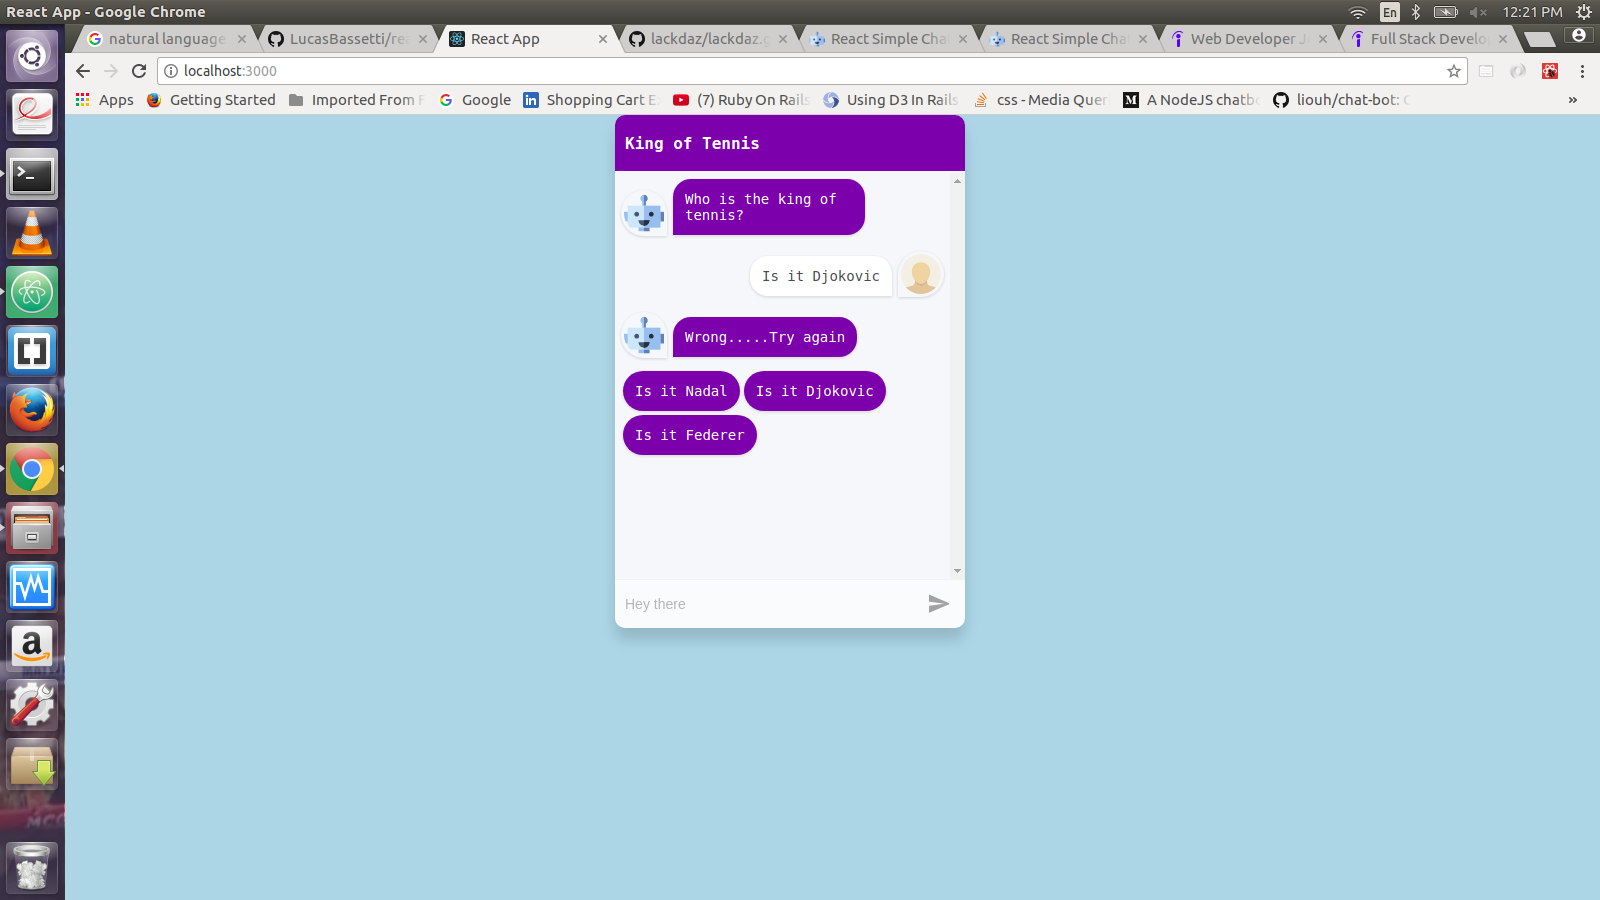 React App - Google Chrome
En
12:21 PM
natural language
LucasBassetti/rea
React App
lackdaz/lackdaz.g
React Simple Cha
React Simple Cha
Web Developer J
Full Stack Develo
localhost:3000
Apps
Getting Started
Imported From F
Google
Shopping Cart E
(7) Ruby On Rails
Using D3 In Rails
css - Media Quer
A NodeJS chatb
liouh/chat-bot:
»
King of Tennis
Who is the king of
tennis?
Is it Djokovic
Wrong.....Try again
Is it Nadal
Is it Djokovic
Is it Federer
Hey there